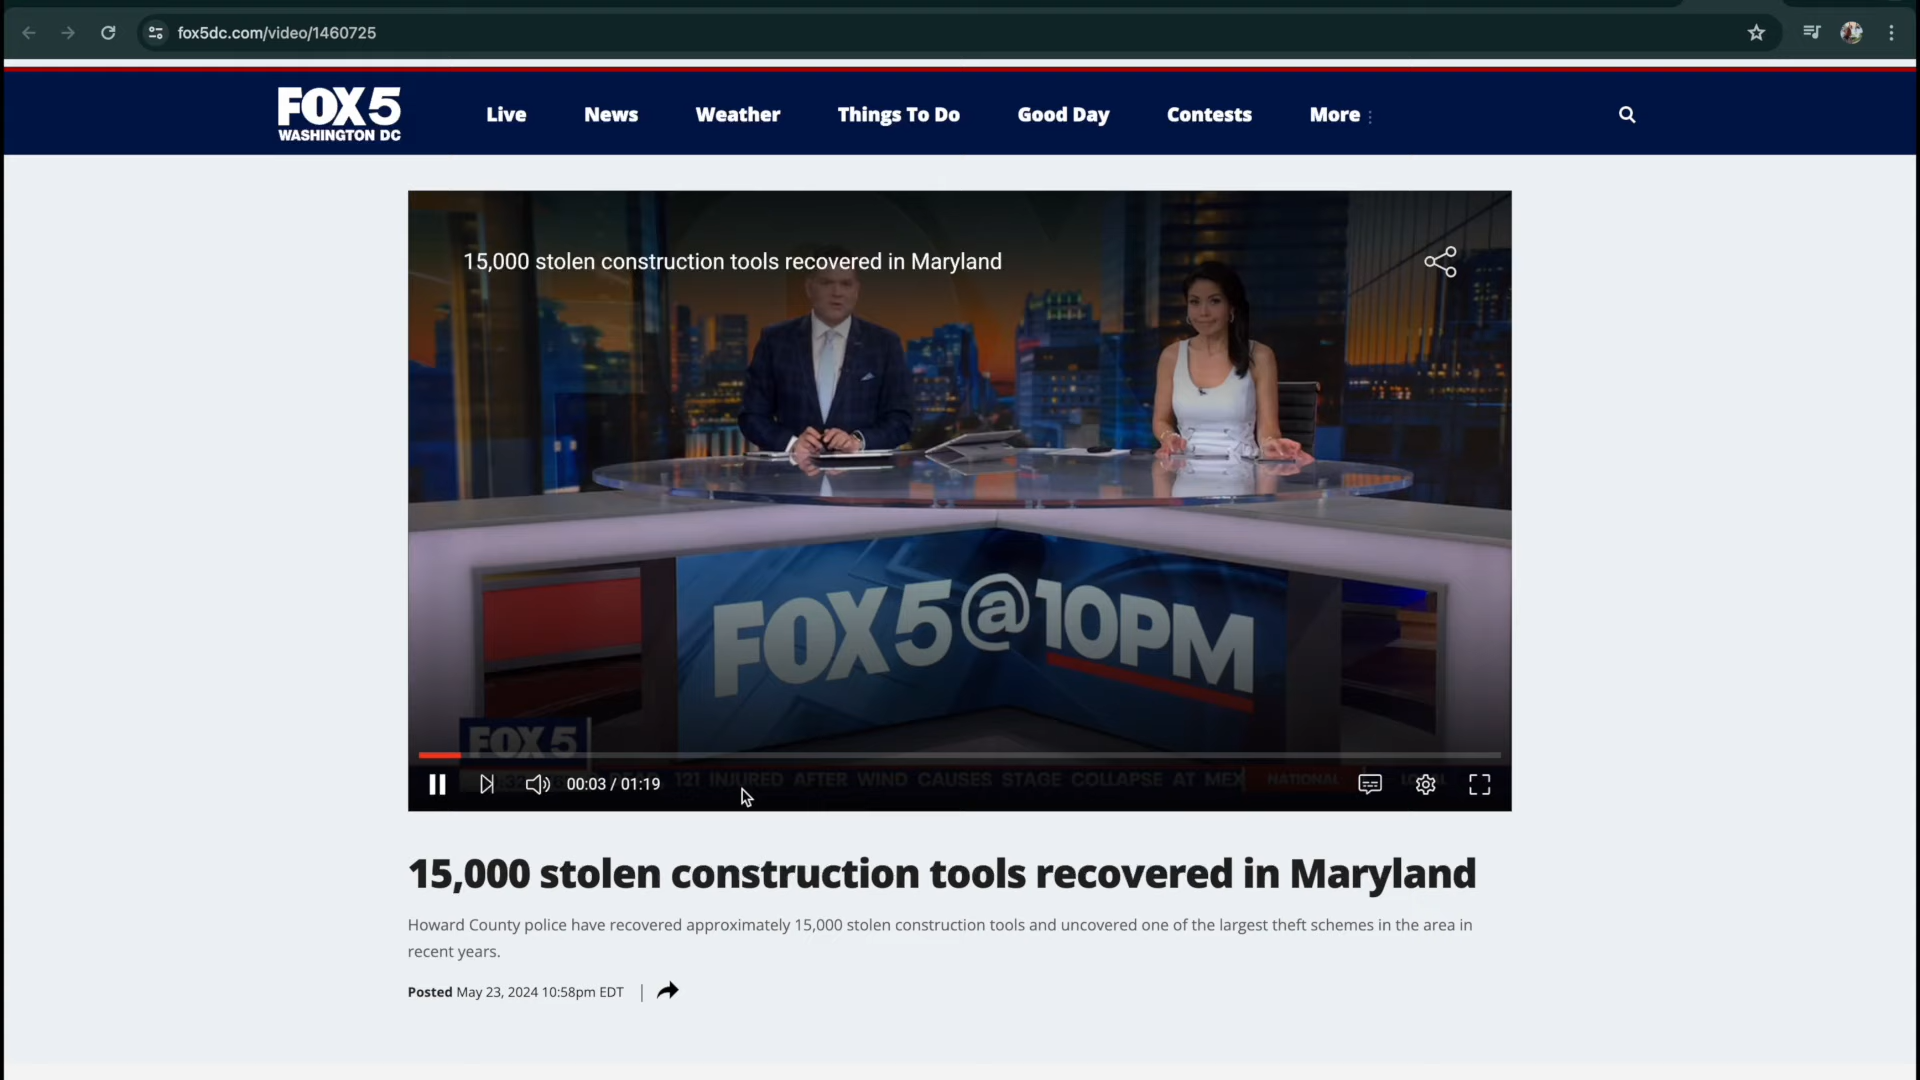 fox5dc.com/video/1460725
FOX 5
WASHINGTON DC
Live
News
Weather
Things To Do
Good Day
Contests
More
15,000 stolen construction tools recovered in Maryland
FOX5@10PM
FOX 5
00:03 / 01:19
121 INJURED AFTER WIND CAUSES STAGE COLLAPSE AT MEX
NATIONAL
15,000 stolen construction tools recovered in Maryland
Howard County police have recovered approximately 15,000 stolen construction tools and uncovered one of the largest theft schemes in the area in
recent years.
Posted May 23, 2024 10:58pm EDT